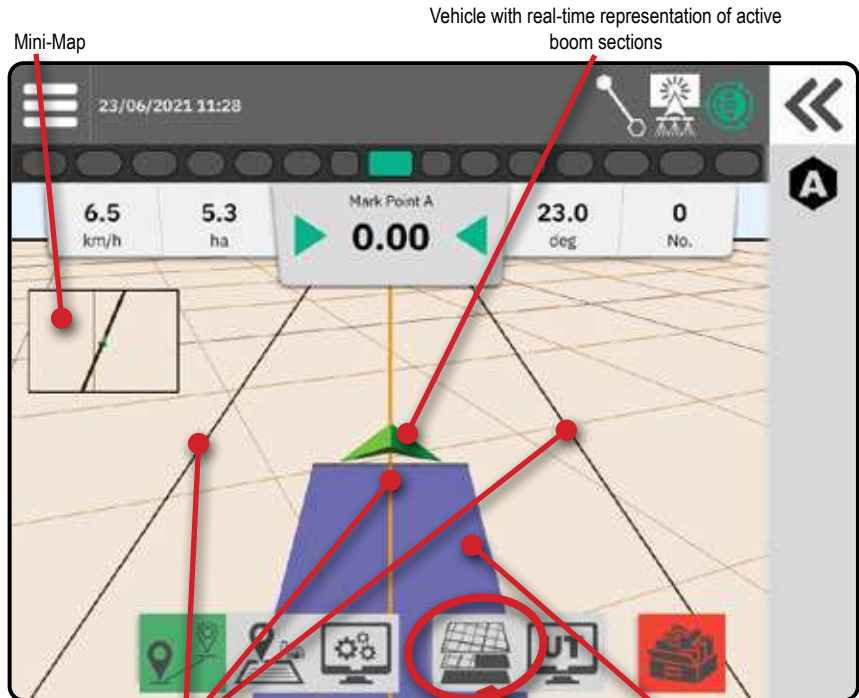 Vehicle with real-time representation of active
boom sections
Mini-Map
23/06/2021 11:28
A
6.5
km/h
5.3
ha
Mark Point A
0.00
23.0
deg
0
No.
UT